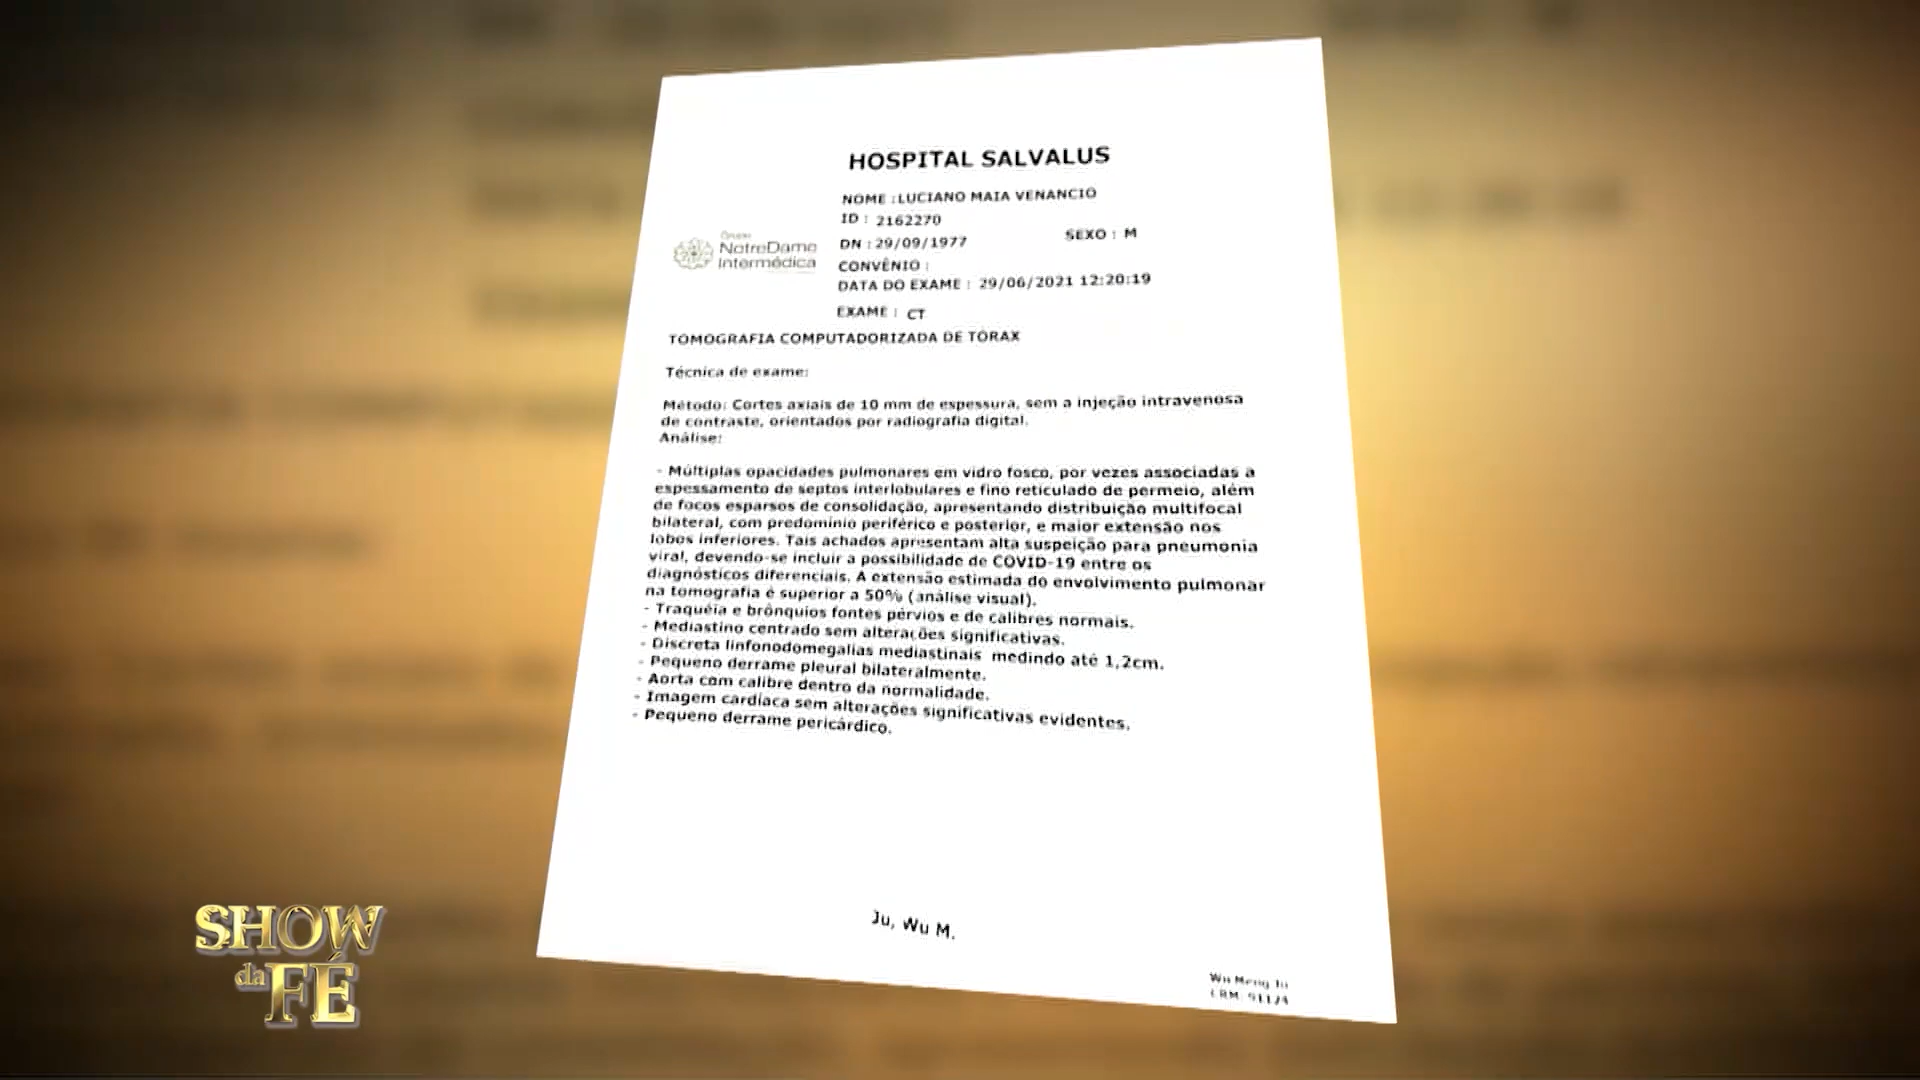 HOSPITAL SALVALUS
NOME :LUCIANO MAIA VENANCIO
ID : 2162270
DN : 29/09/1977 SEXO : M
Grupo
NotreDame
Intermédica
CONVÊNIO :
DATA DO EXAME : 29/06/2021 12:20:19
EXAME : CT
TOMOGRAFIA COMPUTADORIZADA DE TÓRAX
Técnica de exame:
Método: Cortes axiais de 10 mm de espessura, sem a injeção intravenosa
de contraste, orientados por radiografia digital.
Análise:
- Múltiplas opacidades pulmonares em vidro fosco, por vezes associadas a
espessamento de septos interlobulares e fino reticulado de permeio, além
de focos esparsos de consolidação, apresentando distribuição multifocal
bilateral, com predomínio periférico e posterior, e maior extensão nos
lobos inferiores. Tais achados apresentam alta suspeição para pneumonia
viral, devendo-se incluir a possibilidade de COVID-19 entre os
diagnósticos diferenciais. A extensão estimada do envolvimento pulmonar
na tomografia é superior a 50% (análise visual).
- Traquéia e brônquios fontes pérvios e de calibres normais.
- Mediastino centrado sem alterações significativas.
- Discreta linfonodomegalias mediastinais medindo até 1,2cm.
- Pequeno derrame pleural bilateralmente.
- Aorta com calibre dentro da normalidade.
- Imagem cardíaca sem alterações significativas evidentes.
- Pequeno derrame pericárdico.
Ju, Wu M.
Wu Meng Ju
CRM: 91124
SHOW
da FÉ